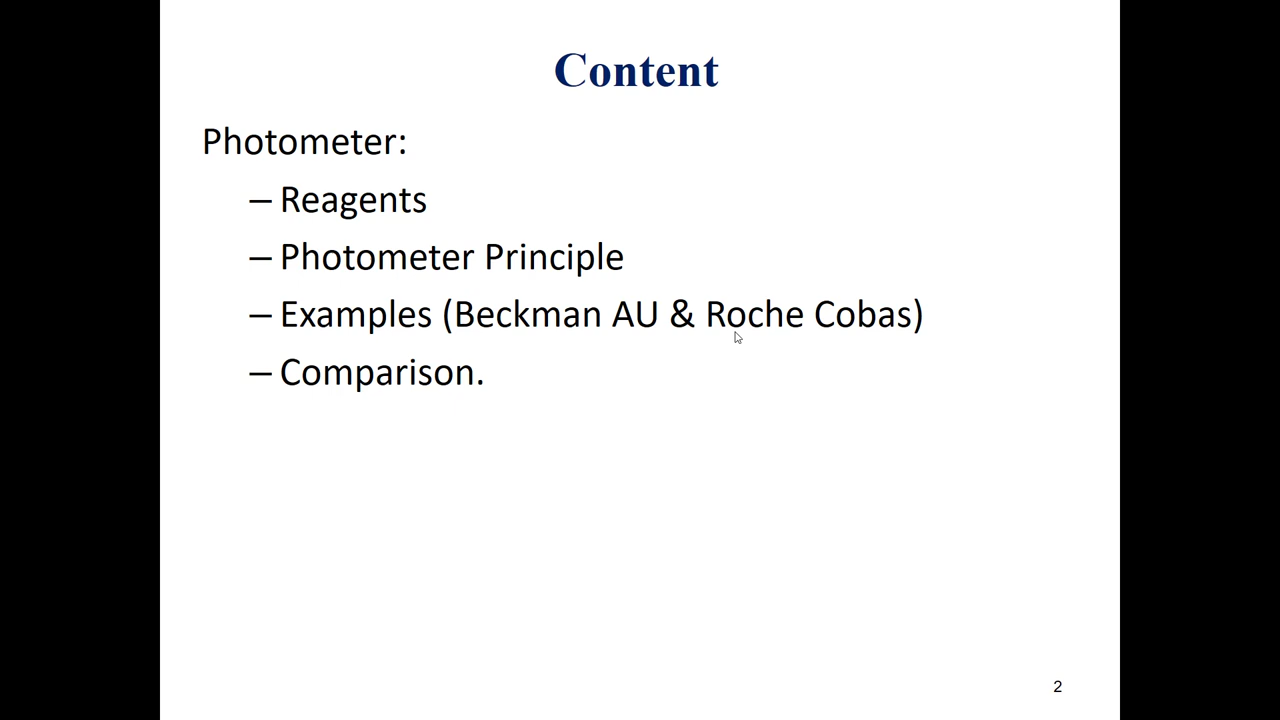 Content
Photometer:
– Reagents
– Photometer Principle
– Examples (Beckman AU & Roche Cobas)
– Comparison.
2